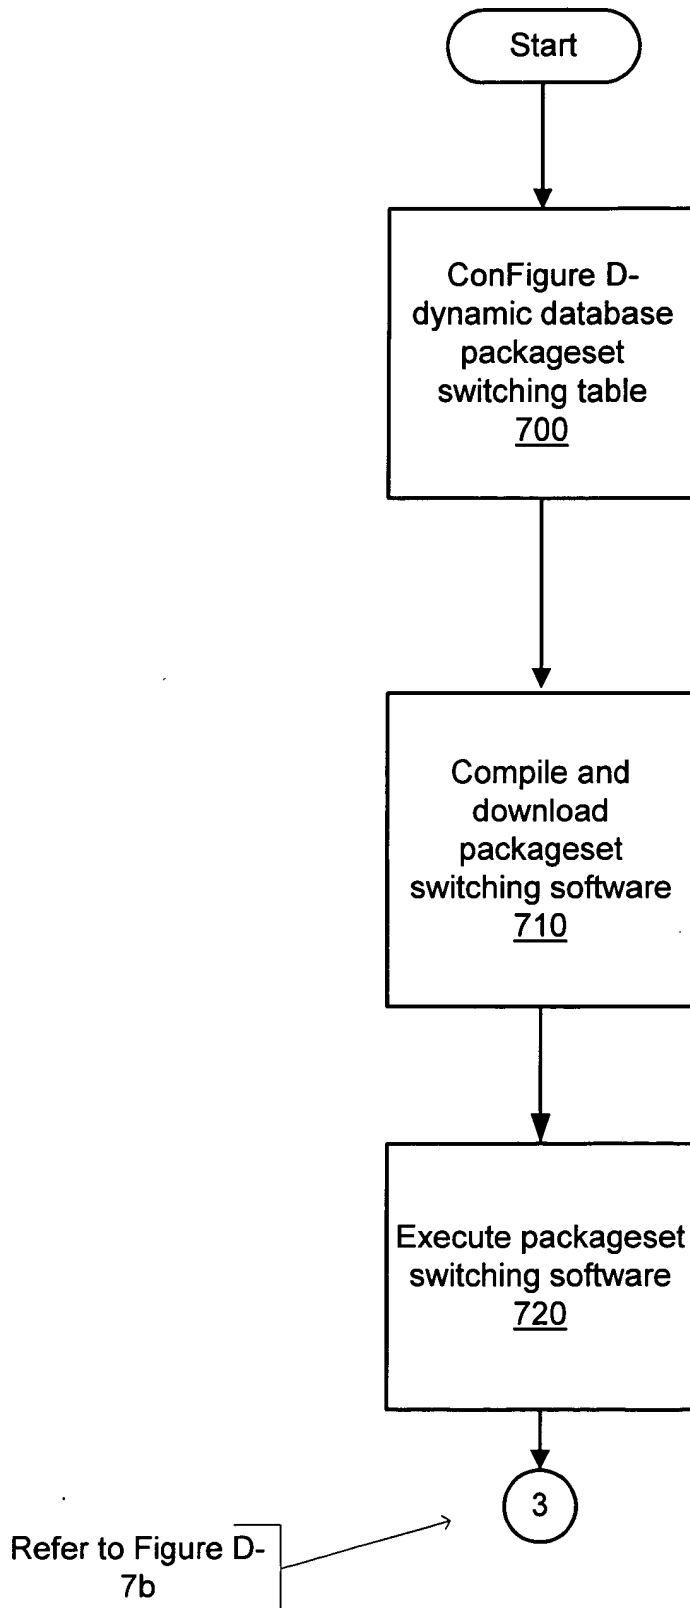 Start
ConFigure D-
dynamic database
packageset
switching table
700
Compile and
download
packageset
switching software
710
Execute packageset
switching software
720
3
Refer to Figure D-
7b